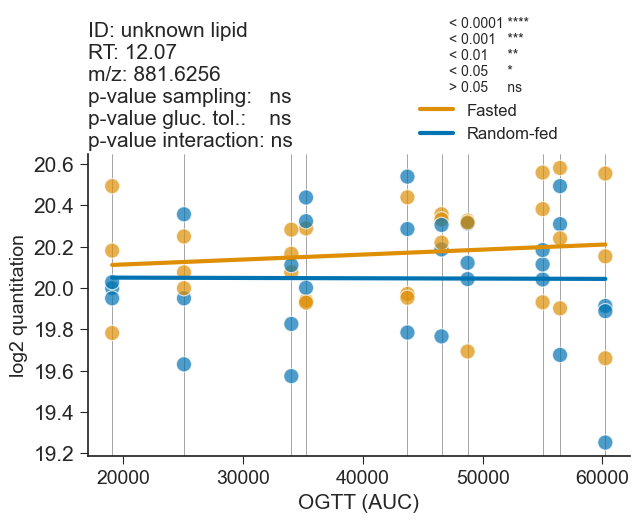 ID: unknown lipid
RT: 12.07
m/z: 881.6256
p-value sampling: ns
p-value gluc. tol.: ns
p-value interaction: ns
< 0.0001 ****
< 0.001 ***
< 0.01 **
< 0.05 *
> 0.05 ns
Fasted
Random-fed
log2 quantitation
20.6
20.4
20.2
20.0
19.8
19.6
19.4
19.2
20000 30000 40000 50000 60000
OGTT (AUC)